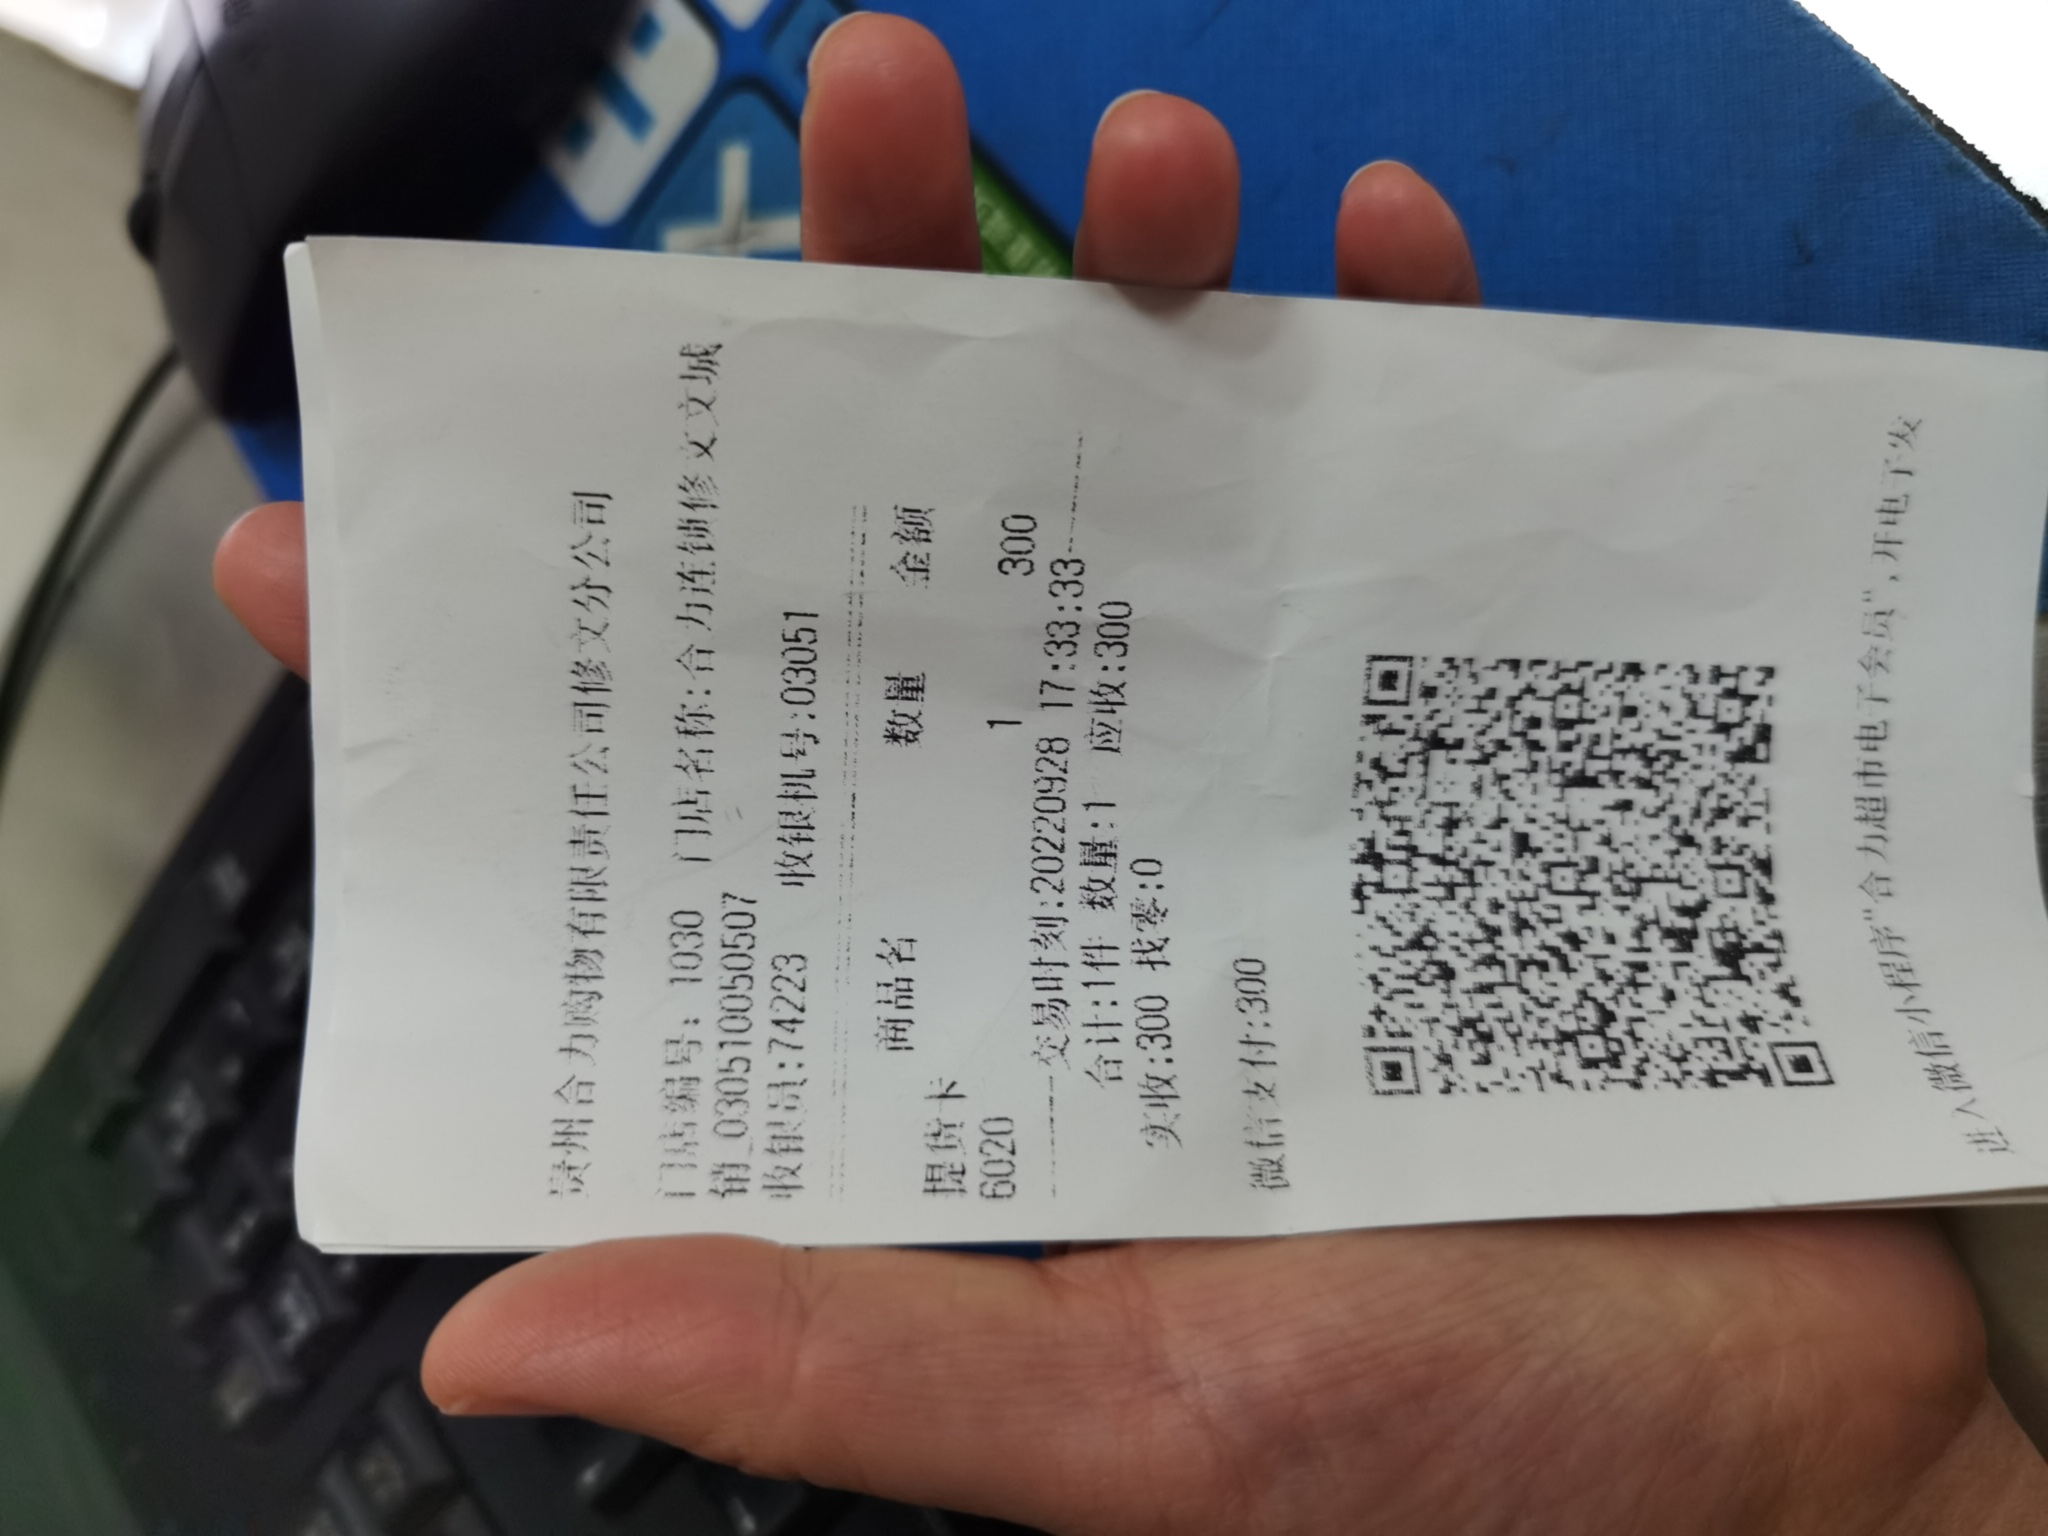 贵州合力购物有限责任公司修文分公司
门店编号: 1030 门店名称:合力连锁修文文城
销_030510050507
收银员:74223 收银机号:03051
商品名 数量 金额
提货卡
6020 1 300
交易时刻:20220928 17:33:33
合计:1件 数量:1 应收:300
实收:300 找零:0
微信支付:300
进入微信小程序"合力超市电子会员",开电子发